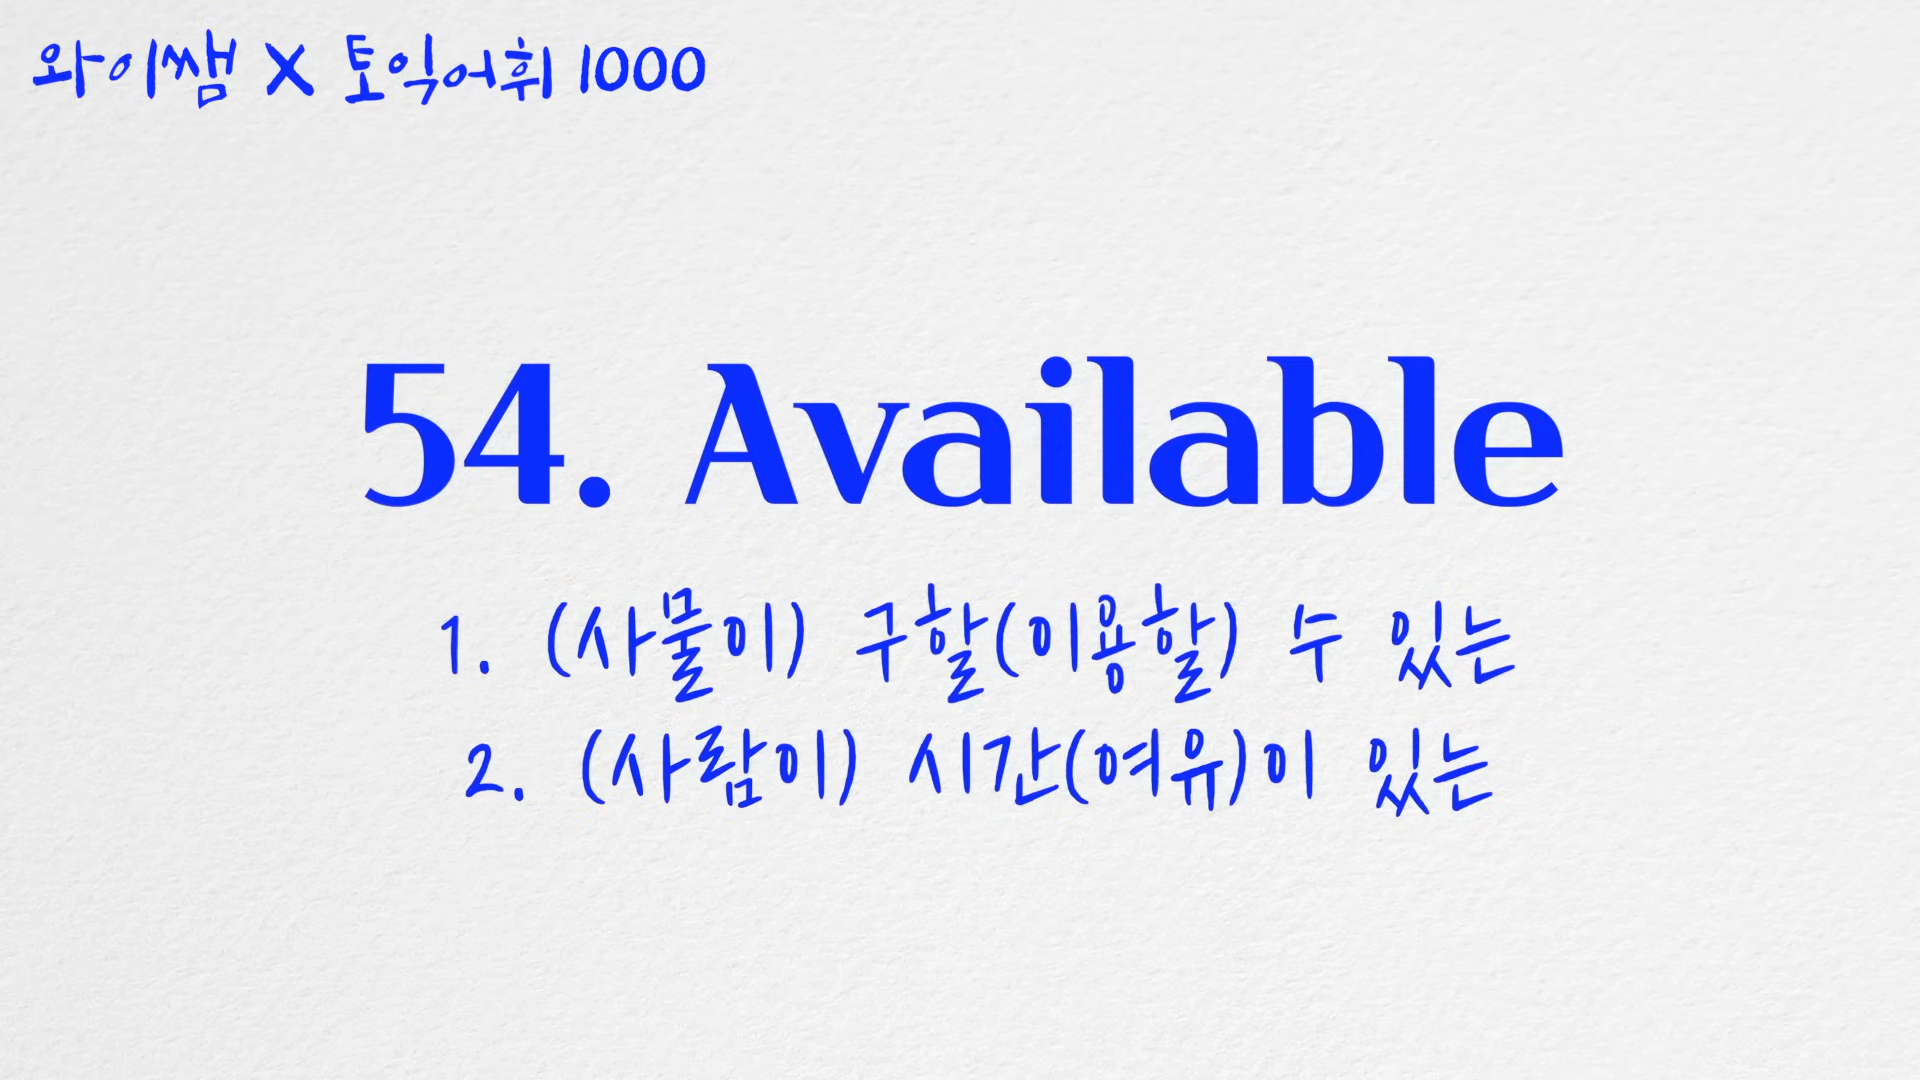 와이쌤 X 토익어휘 1000
54. Available
1. (사물이) 구할(이용할) 수 있는
2. (사람이) 시간(여유)이 있는